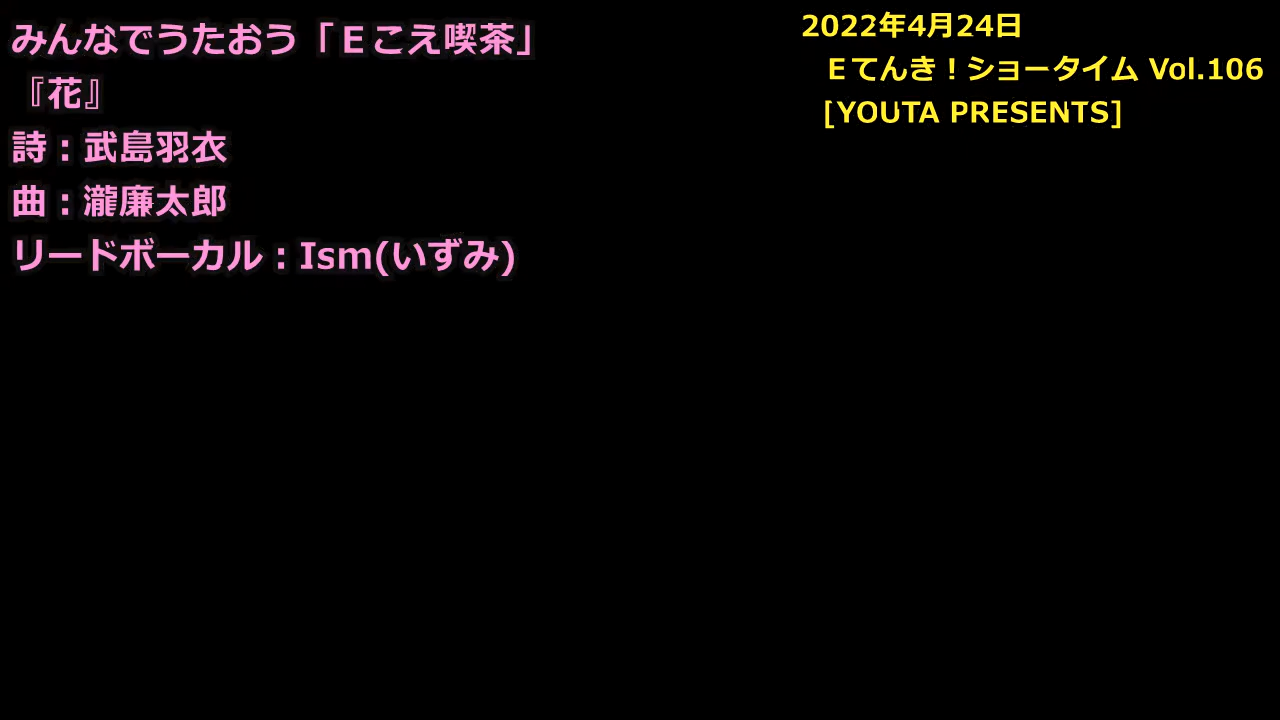 みんなでうたおう「Ｅこえ喫茶」
『花』
詩：武島羽衣
曲：瀧廉太郎
リードボーカル：Ism(いずみ)
2022年4月24日
Ｅてんき！ショータイム Vol.106
[YOUTA PRESENTS]